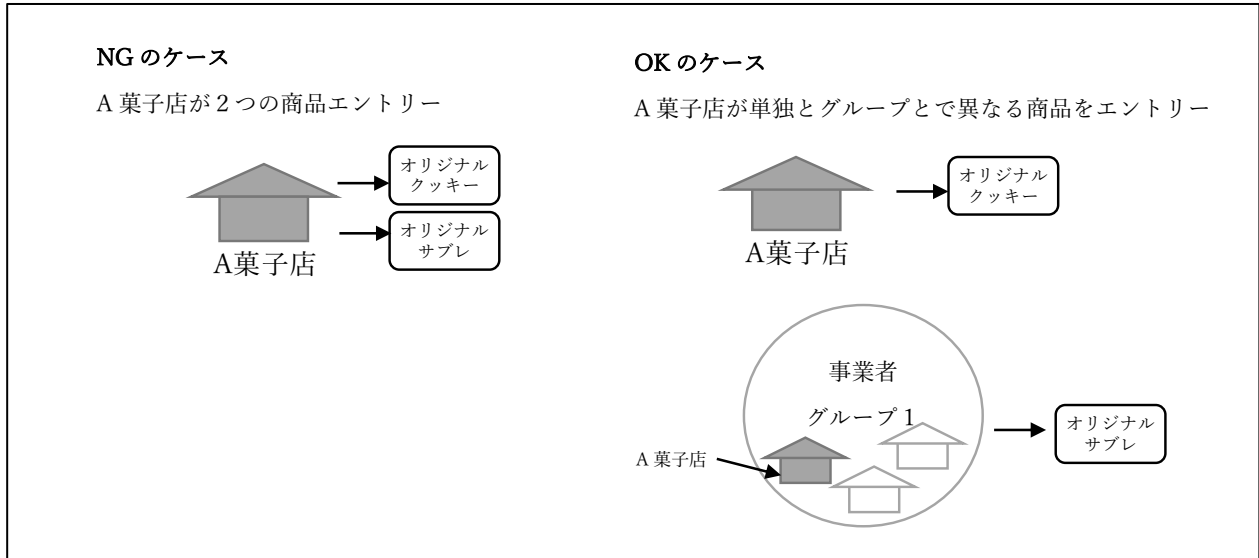 NG のケース
A 菓子店が２つの商品エントリー
オリジナル
クッキー
オリジナル
サブレ
A菓子店
OK のケース
A 菓子店が単独とグループとで異なる商品をエントリー
オリジナル
クッキー
A菓子店
事業者
グループ１
A 菓子店
オリジナル
サブレ